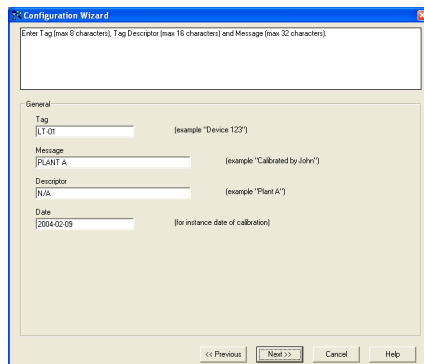 Configuration Wizard
Enter Tag (max 8 characters), Tag Descriptor (max 16 characters) and Message (max 32 characters).
General
Tag
LT-01 (example "Device 123")
Message
PLANT A (example "Calibrated by John")
Descriptor
N/A (example "Plant A")
Date
2004-02-09 (for instance date of calibration)
<< Previous Next >> Cancel Help